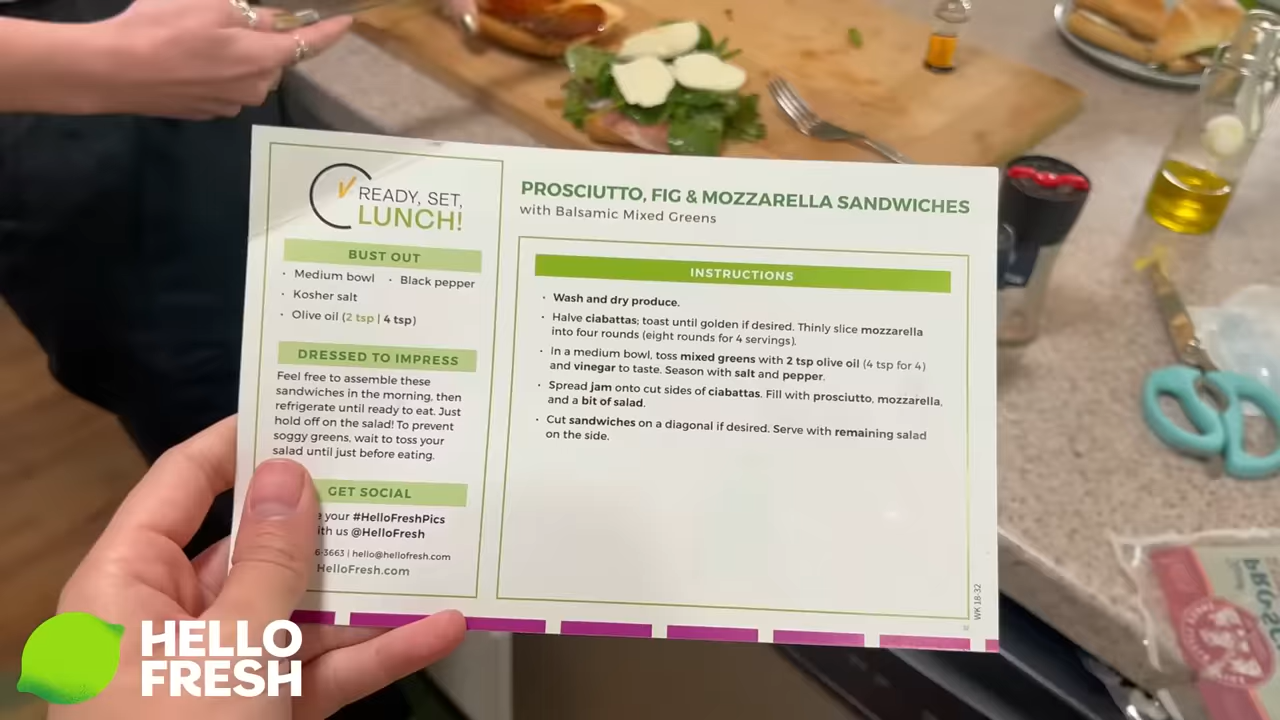 READY, SET,
LUNCH!
BUST OUT
· Medium bowl · Black pepper
· Kosher salt
· Olive oil (2 tsp | 4 tsp)
DRESSED TO IMPRESS
Feel free to assemble these
sandwiches in the morning, then
refrigerate until ready to eat. Just
hold off on the salad! To prevent
soggy greens, wait to toss your
salad until just before eating.
GET SOCIAL
your #HelloFreshPics
with us @HelloFresh
6-3663 | hello@hellofresh.com
HelloFresh.com
PROSCIUTTO, FIG & MOZZARELLA SANDWICHES
with Balsamic Mixed Greens
INSTRUCTIONS
· Wash and dry produce.
· Halve ciabattas; toast until golden if desired. Thinly slice mozzarella
into four rounds (eight rounds for 4 servings).
· In a medium bowl, toss mixed greens with 2 tsp olive oil (4 tsp for 4)
and vinegar to taste. Season with salt and pepper.
· Spread jam onto cut sides of ciabattas. Fill with prosciutto, mozzarella,
and a bit of salad.
· Cut sandwiches on a diagonal if desired. Serve with remaining salad
on the side.
WK 18-32
HELLO
FRESH